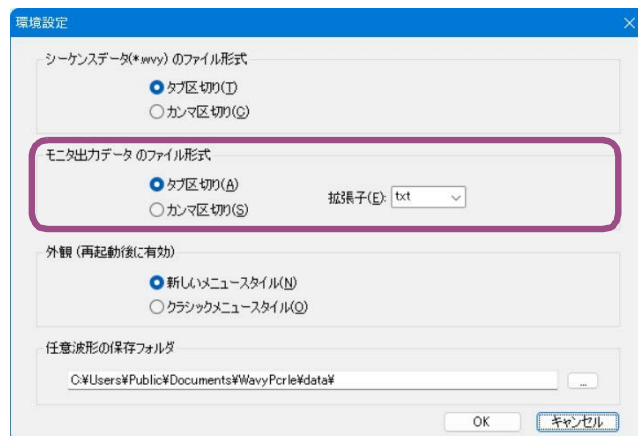 環境設定
シーケンスデータ(*.wvy) のファイル形式
タブ区切り(T)
カンマ区切り(C)
モニタ出力データ のファイル形式
タブ区切り(A)
カンマ区切り(S)
拡張子(E): txt
外観 (再起動後に有効)
新しいメニュースタイル(N)
クラシックメニュースタイル(O)
任意波形の保存フォルダ
C:¥Users¥Public¥Documents¥WavyPcrle¥data¥
...
OK キャンセル